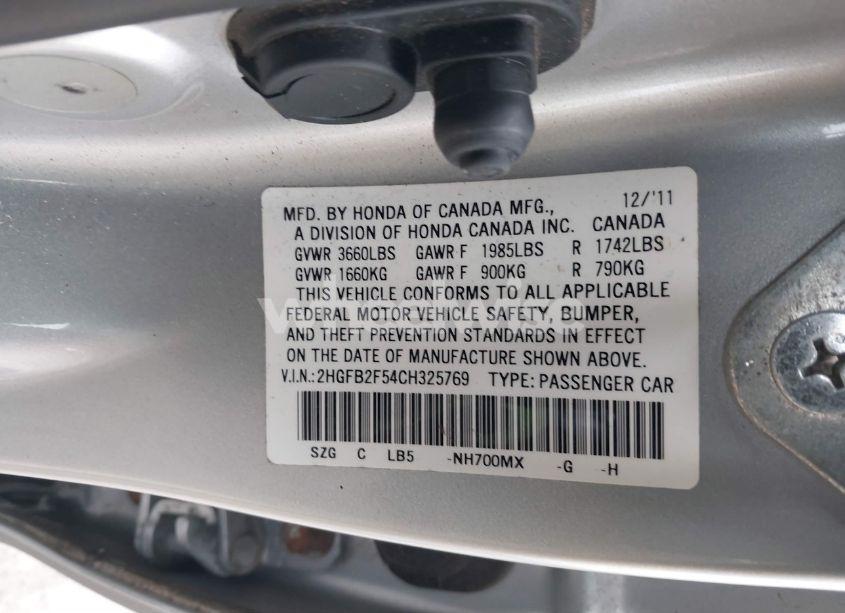 12/'11
MFD. BY HONDA OF CANADA MFG.,
A DIVISION OF HONDA CANADA INC. CANADA
GVWR 3660LBS GAWR F 1985LBS R 1742LBS
GVWR 1660KG GAWR F 900KG R 790KG
THIS VEHICLE CONFORMS TO ALL APPLICABLE
FEDERAL MOTOR VEHICLE SAFETY, BUMPER,
AND THEFT PREVENTION STANDARDS IN EFFECT
ON THE DATE OF MANUFACTURE SHOWN ABOVE.
V.I.N.:2HGFB2F54CH325769 TYPE: PASSENGER CAR
SZG C LB5 -NH700MX -G -H